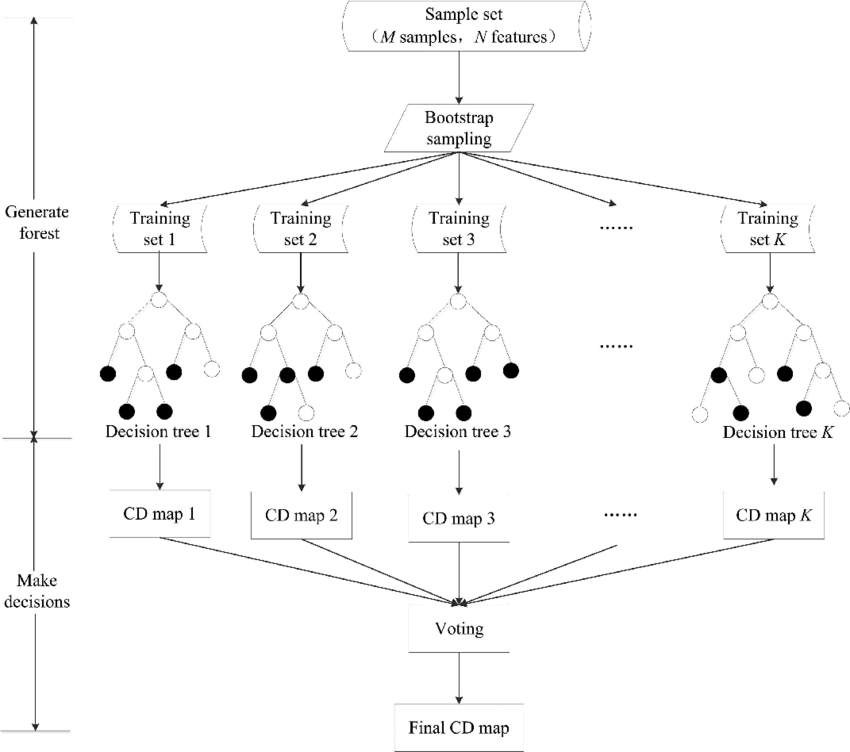 Sample set
（M samples，N features）
Bootstrap
sampling
Generate
forest
Training
set 1
Training
set 2
Training
set 3
······
Training
set K
······
Decision tree 1
Decision tree 2
Decision tree 3
Decision tree K
CD map 1
CD map 2
CD map 3
······
CD map K
Make
decisions
Voting
Final CD map